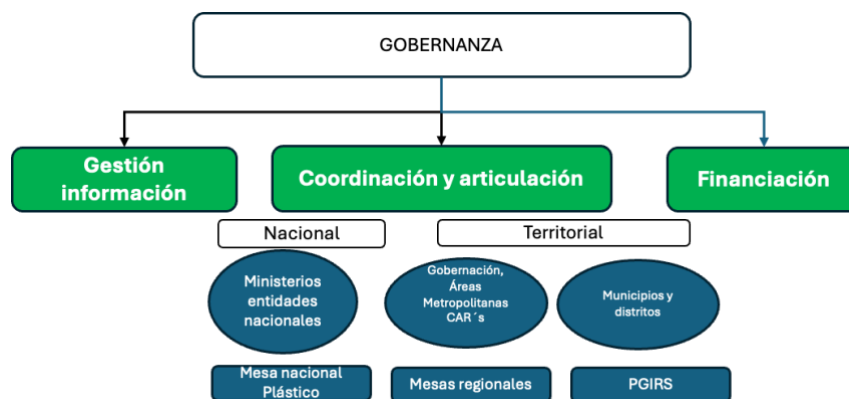 GOBERNANZA
Gestión
información
Coordinación y articulación
Financiación
Nacional
Territorial
Ministerios
entidades
nacionales
Gobernación,
Áreas
Metropolitanas
CAR´s
Municipios y
distritos
Mesa nacional
Plástico
Mesas regionales
PGIRS